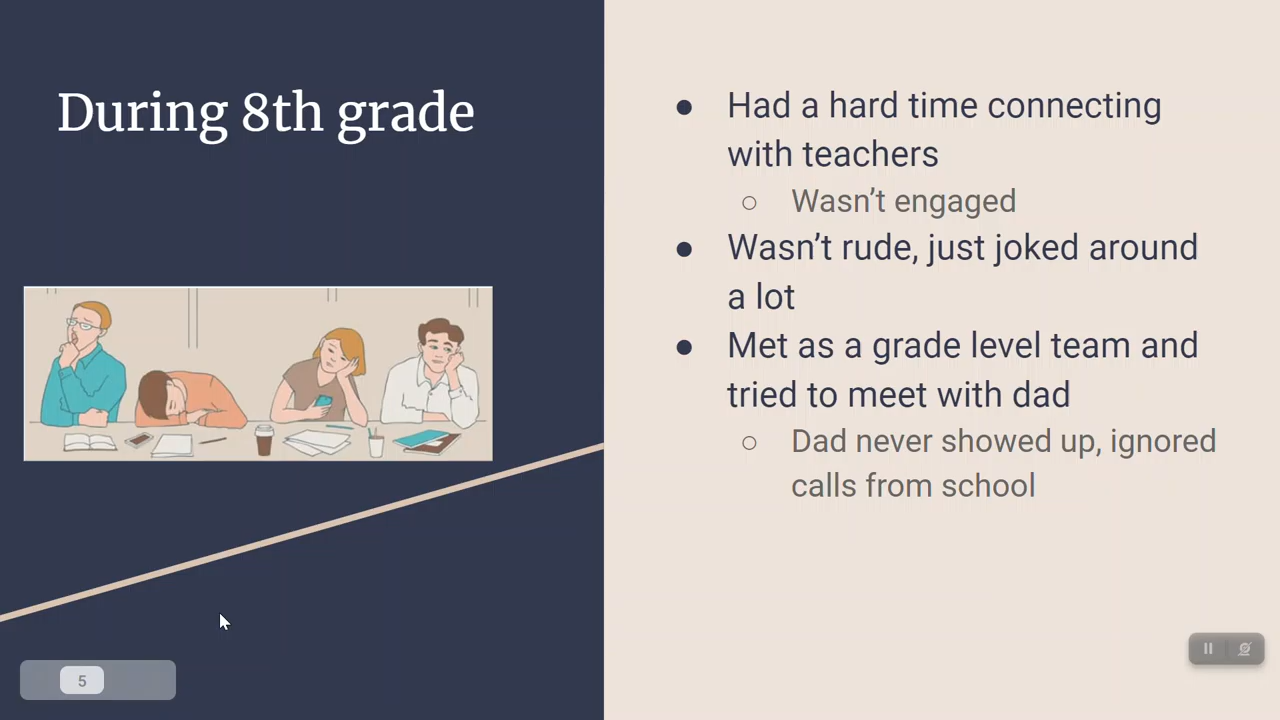 During 8th grade
● Had a hard time connecting
with teachers
○ Wasn’t engaged
● Wasn’t rude, just joked around
a lot
● Met as a grade level team and
tried to meet with dad
○ Dad never showed up, ignored
calls from school
5